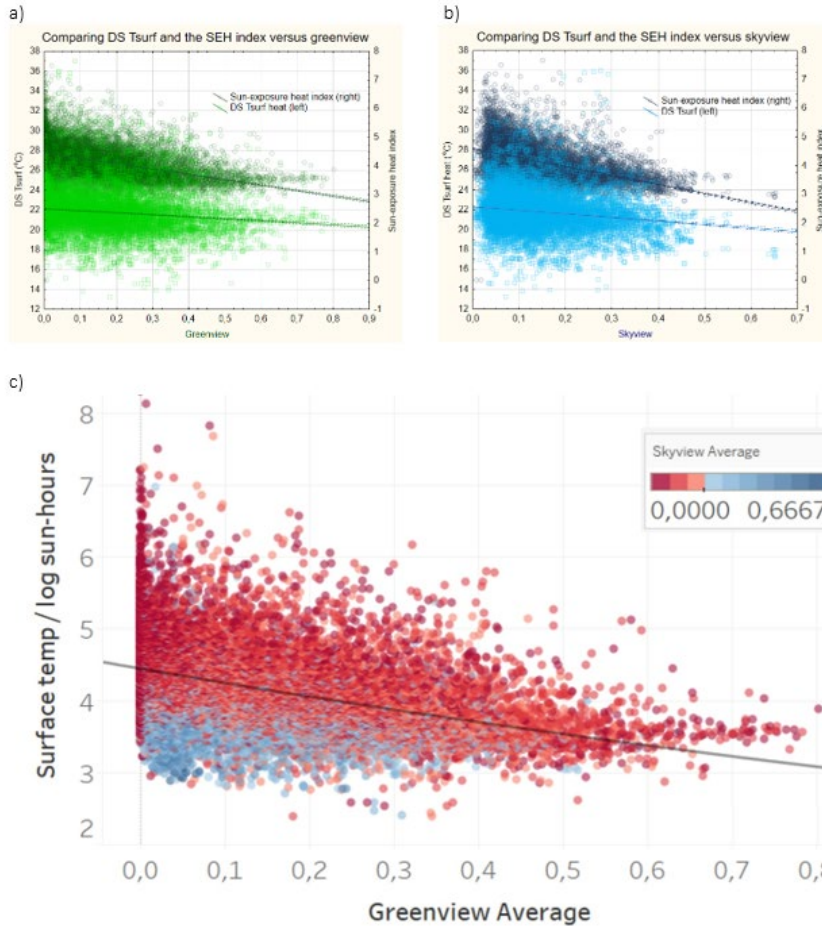 a)
Comparing DS Tsurf and the SEH index versus greenview
38
36
34
32
30
28
26
24
22
20
18
16
14
12
DS Tsurf (°C)
Sun-exposure heat index (right)
DS Tsurf heat (left)
8
7
6
5
4
3
2
1
0
-1
Sun-exposure heat index
0,0 0,1 0,2 0,3 0,4 0,5 0,6 0,7 0,8 0,9
Greenview
b)
Comparing DS Tsurf and the SEH index versus skyview
38
36
34
32
30
28
26
24
22
20
18
16
14
12
DS Tsurf heat (°C)
Sun-exposure heat index (right)
DS Tsurf (left)
8
7
6
5
4
3
2
1
0
-1
Sun-exposure heat index
0,0 0,1 0,2 0,3 0,4 0,5 0,6 0,7
Skyview
c)
8
7
6
5
4
3
2
Surface temp / log sun-hours
Skyview Average
0,0000 0,6667
0,0 0,1 0,2 0,3 0,4 0,5 0,6 0,7 0,8
Greenview Average